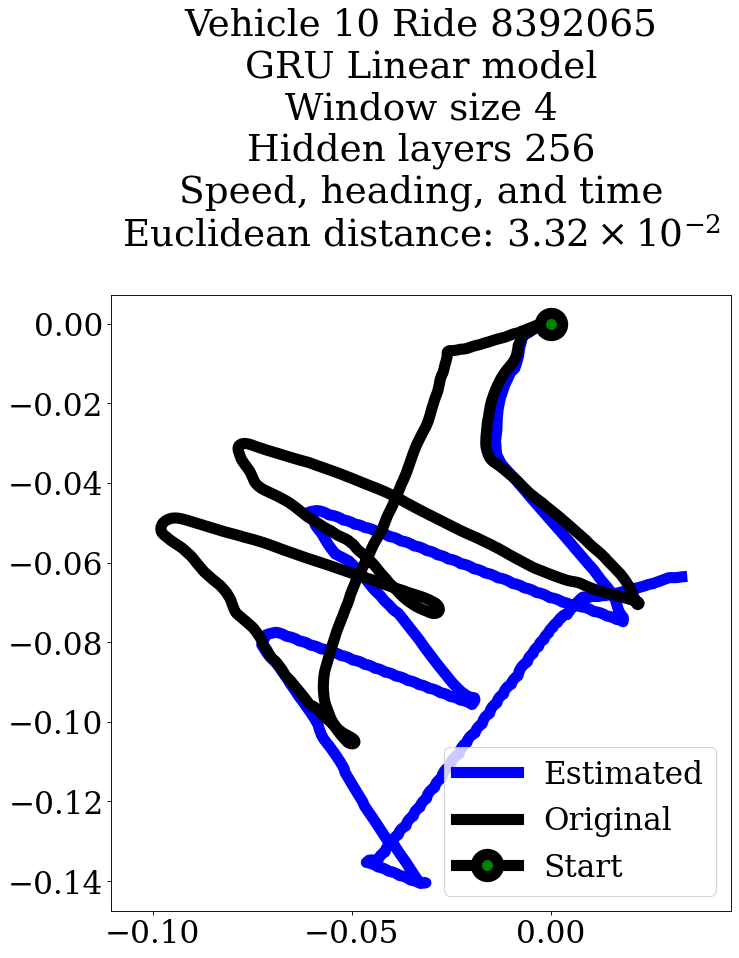 Vehicle 10 Ride 8392065
GRU Linear model
Window size 4
Hidden layers 256
Speed, heading, and time
Euclidean distance: 3.32 × 10⁻²
0.00
−0.02
−0.04
−0.06
−0.08
−0.10
−0.12
−0.14
Estimated
Original
Start
−0.10
−0.05
0.00